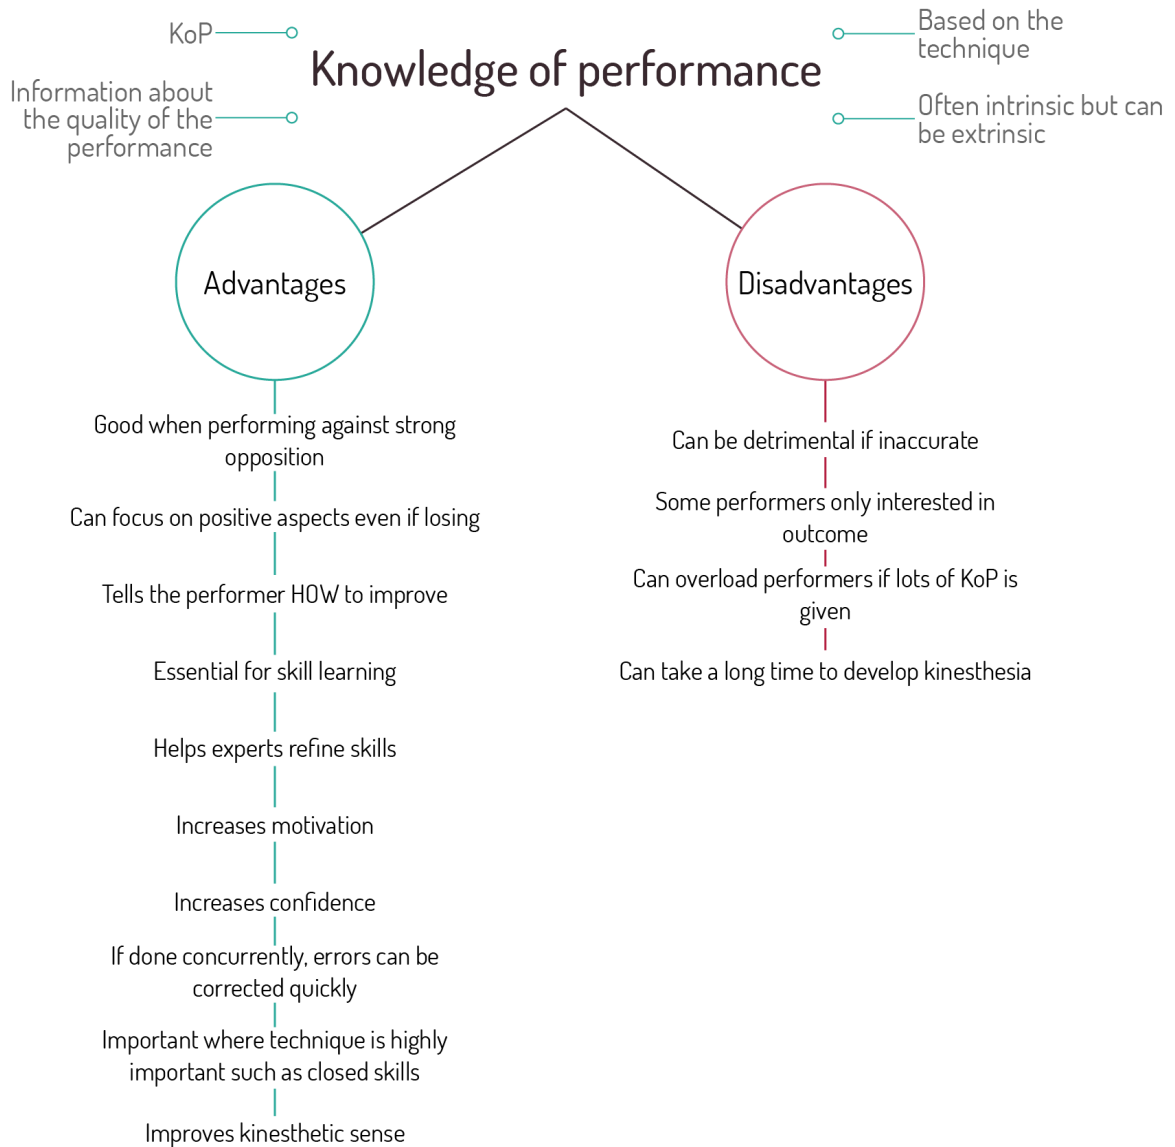 KoP
Information about
the quality of the
performance
Knowledge of performance
Based on the
technique
Often intrinsic but can
be extrinsic
Advantages
Good when performing against strong
opposition
Can focus on positive aspects even if losing
Tells the performer HOW to improve
Essential for skill learning
Helps experts refine skills
Increases motivation
Increases confidence
If done concurrently, errors can be
corrected quickly
Important where technique is highly
important such as closed skills
Improves kinesthetic sense
Disadvantages
Can be detrimental if inaccurate
Some performers only interested in
outcome
Can overload performers if lots of KoP is
given
Can take a long time to develop kinesthesia